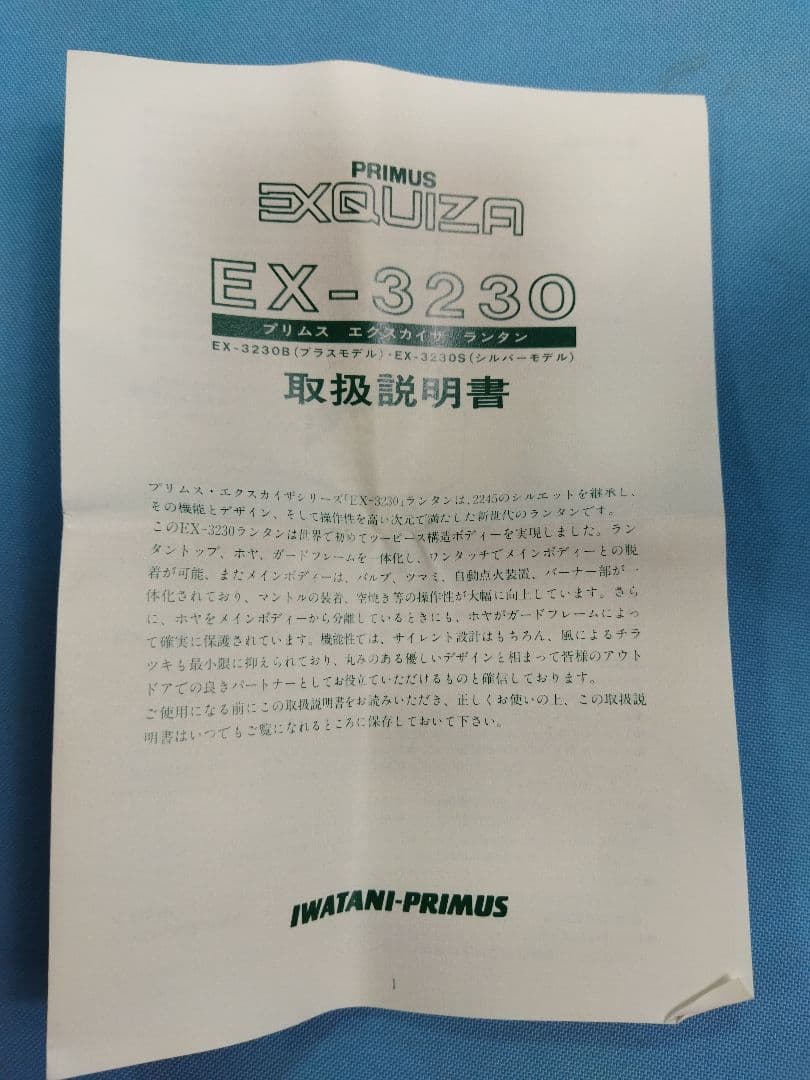 PRIMUS
EXQUIZA
EX-3230
プリムス エクスカイザ ランタン
EX-3230B(ブラスモデル)・EX-3230S(シルバーモデル)
取扱説明書
プリムス・エクスカイザシリーズ「EX-3230」ランタンは、2245のシルエットを継承し、
その機能とデザイン、そして操作性を高い次元で満たした新世代のランタンです。
このEX-3230ランタンは世界で初めてツーピース構造ボディーを実現しました。ラン
タントップ、ホヤ、ガードフレームを一体化し、ワンタッチでメインボディーとの脱
着が可能、またメインボディーは、バルブ、ツマミ、自動点火装置、バーナー部が一
体化されており、マントルの装着、空焼き等の操作性が大幅に向上しています。さら
に、ホヤをメインボディーから分離しているときにも、ホヤがガードフレームによっ
て確実に保護されています。機能性では、サイレント設計はもちろん、風によるチラ
ツキも最小限に抑えられており、丸みのある優しいデザインと相まって皆様のアウト
ドアでの良きパートナーとしてお役立ていただけるものと確信しております。
ご使用になる前にこの取扱説明書をお読みいただき、正しくお使いの上、この取扱説
明書はいつでもご覧になれるところに保存しておいて下さい。
IWATANI-PRIMUS
1